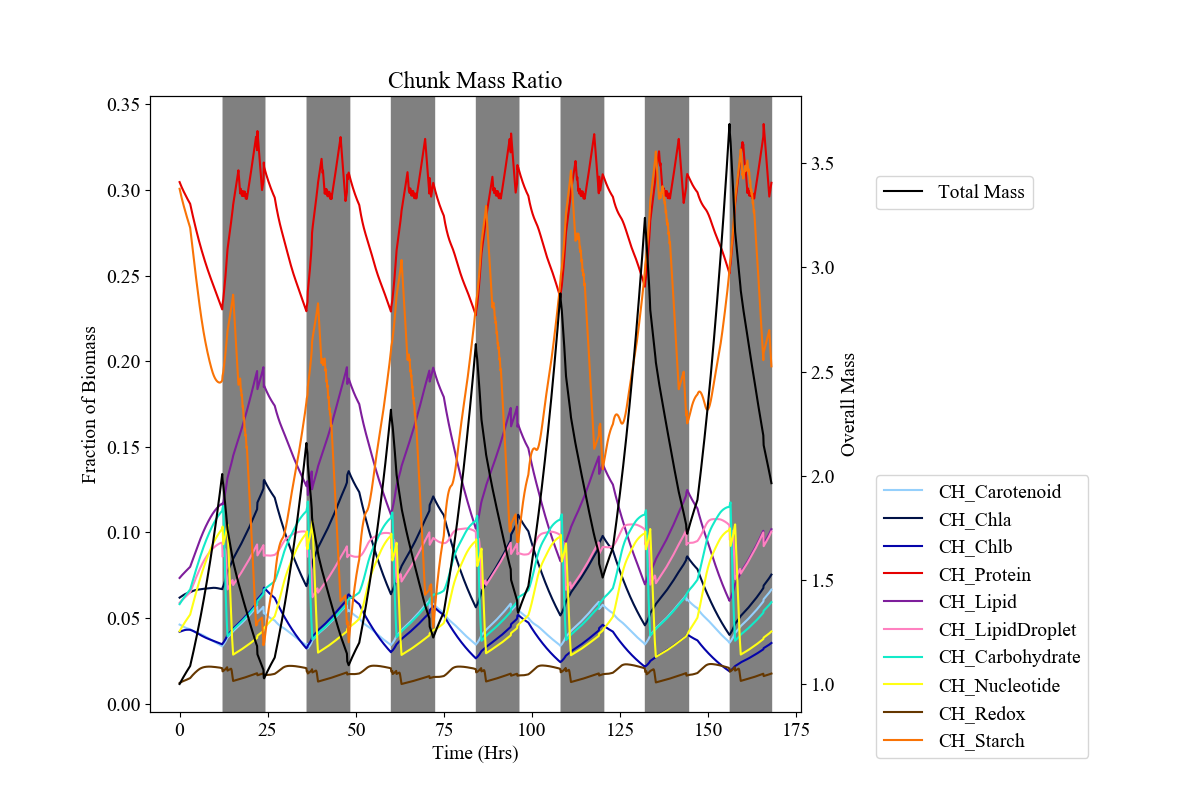 Chunk Mass Ratio
0.35
0.30
0.25
0.20
0.15
0.10
0.05
0.00
Fraction of Biomass
0
25
50
75
100
125
150
175
Time (Hrs)
3.5
3.0
2.5
2.0
1.5
1.0
Overall Mass
Total Mass
CH_Carotenoid
CH_Chla
CH_Chlb
CH_Protein
CH_Lipid
CH_LipidDroplet
CH_Carbohydrate
CH_Nucleotide
CH_Redox
CH_Starch